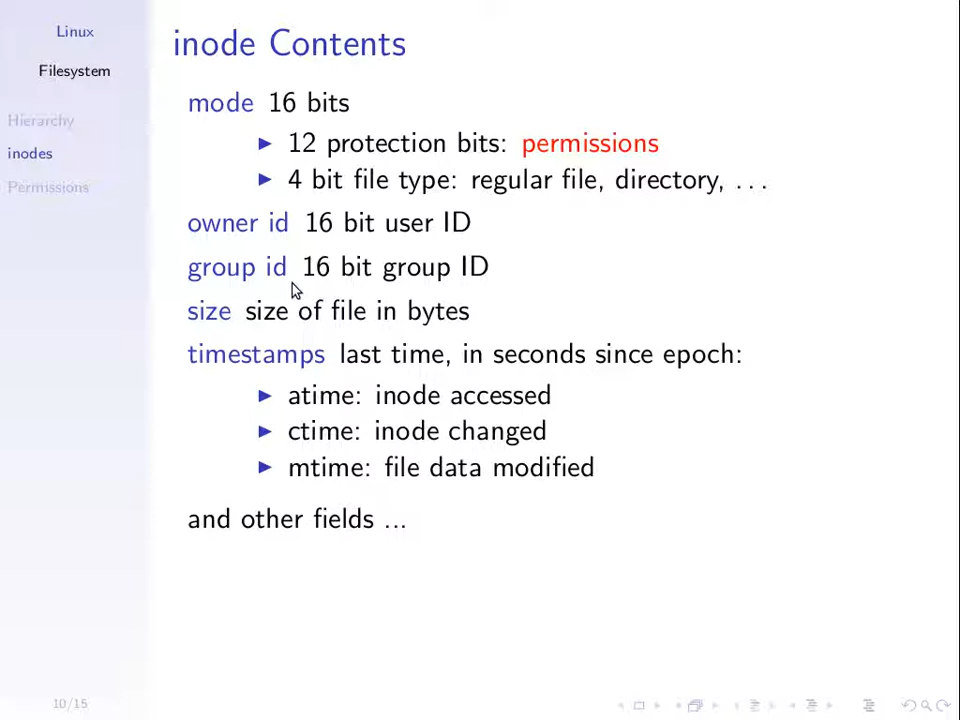 Linux
Filesystem
Hierarchy
inodes
Permissions
inode Contents
mode 16 bits
12 protection bits: permissions
4 bit file type: regular file, directory, . . .
owner id 16 bit user ID
group id 16 bit group ID
size size of file in bytes
timestamps last time, in seconds since epoch:
atime: inode accessed
ctime: inode changed
mtime: file data modified
and other fields ...
10/15